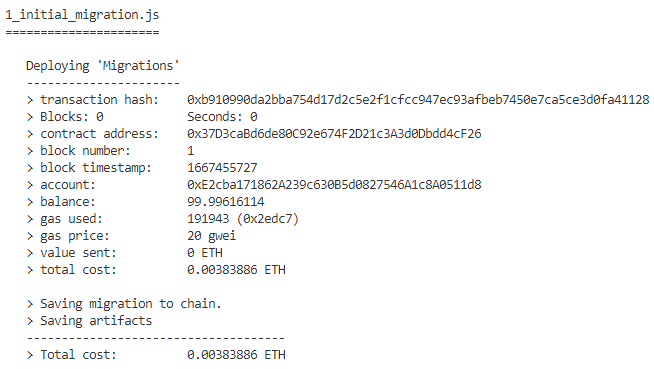 1_initial_migration.js
======================
Deploying 'Migrations'
----------------------
> transaction hash: 0xb910990da2bba754d17d2c5e2f1cfcc947ec93afbeb7450e7ca5ce3d0fa41128
> Blocks: 0 Seconds: 0
> contract address: 0x37D3caBd6de80C92e674F2D21c3A3d0Dbdd4cF26
> block number: 1
> block timestamp: 1667455727
> account: 0xE2cba171862A239c630B5d0827546A1c8A0511d8
> balance: 99.99616114
> gas used: 191943 (0x2edc7)
> gas price: 20 gwei
> value sent: 0 ETH
> total cost: 0.00383886 ETH
> Saving migration to chain.
> Saving artifacts
-------------------------------------
> Total cost: 0.00383886 ETH